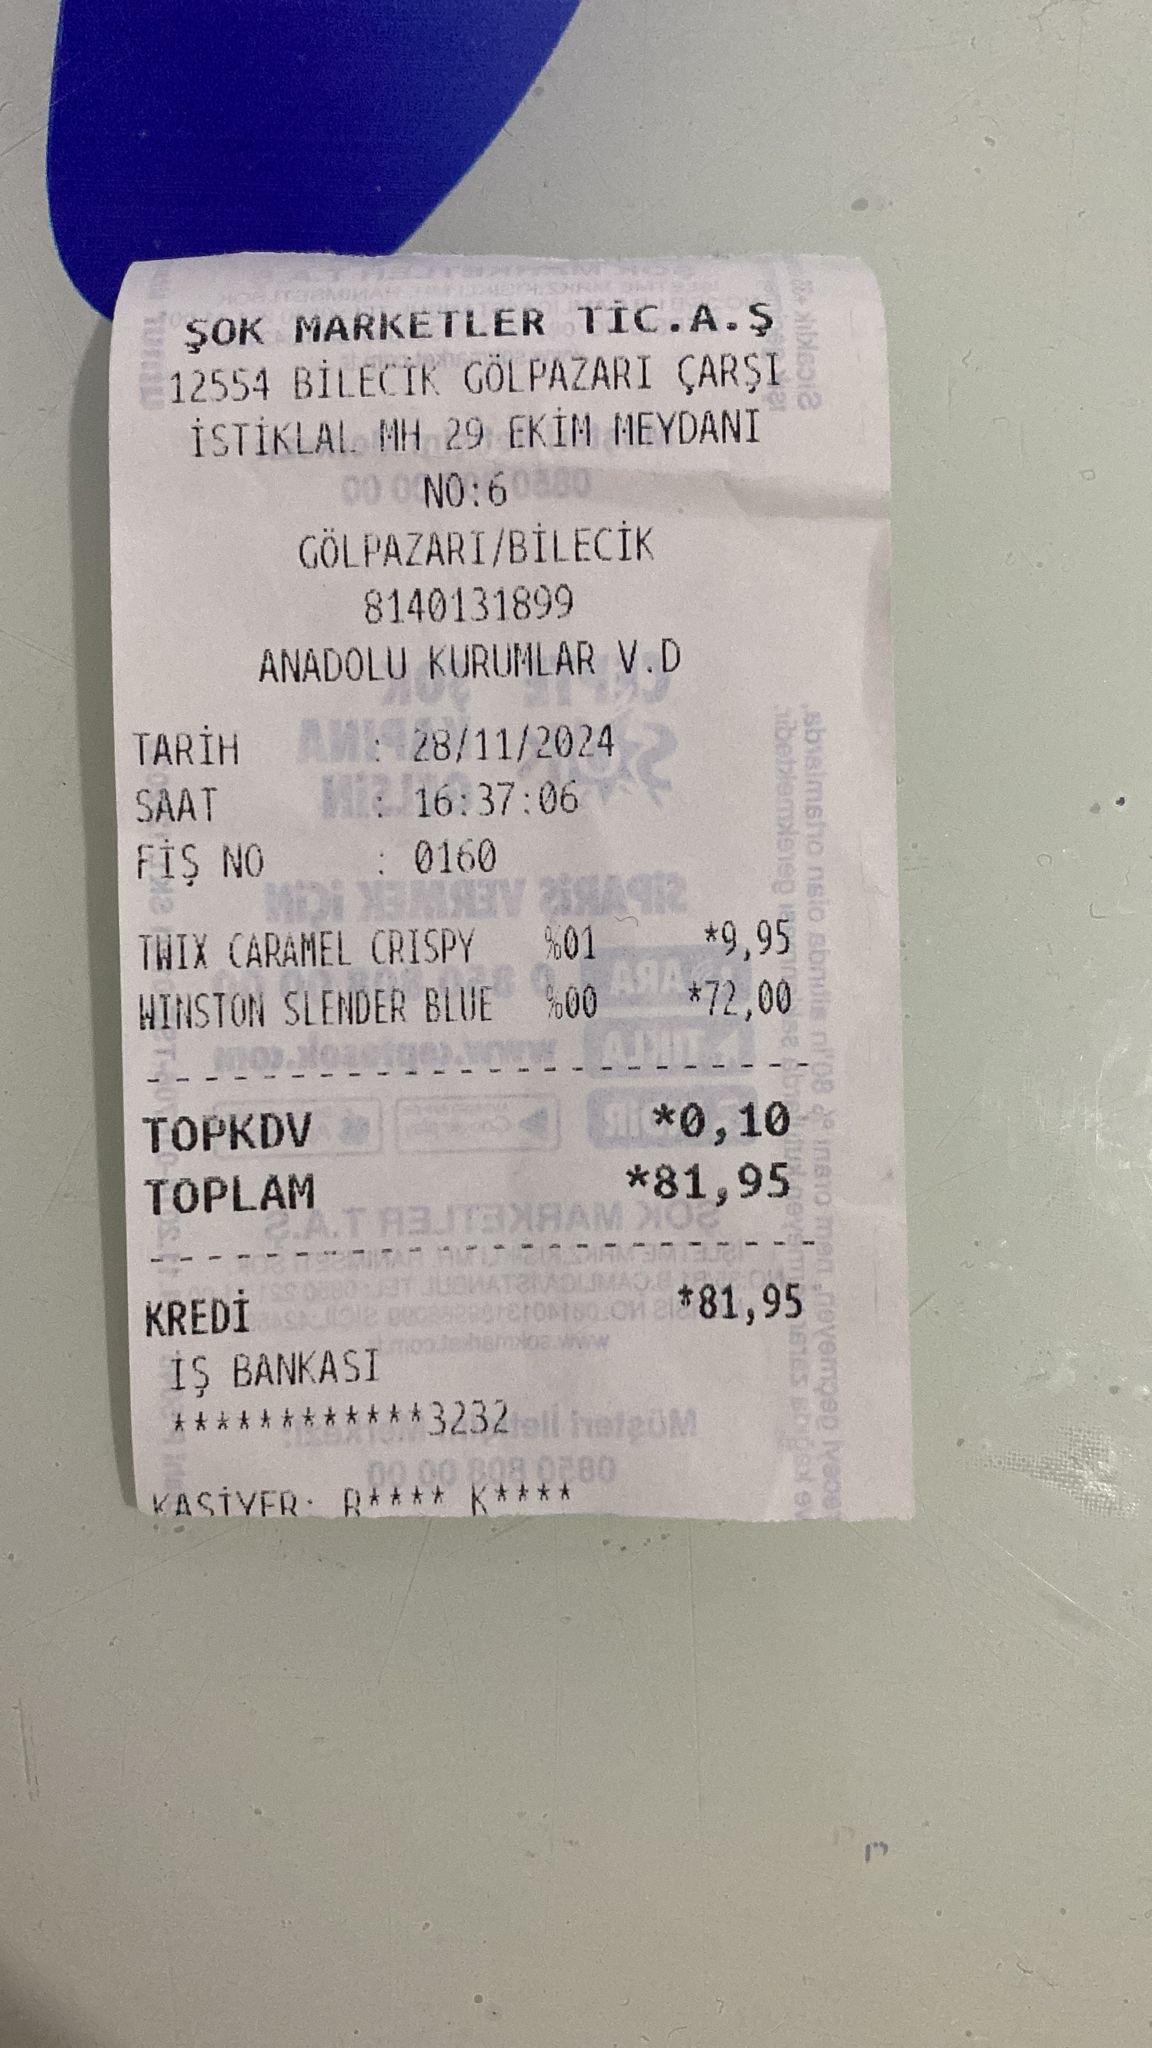 ŞOK MARKETLER TİC.A.Ş
12554 BİLECİK GÖLPAZARI ÇARŞI
İSTİKLAL MH 29 EKİM MEYDANI
NO:6
GÖLPAZARI/BİLECİK
8140131899
ANADOLU KURUMLAR V.D
TARİH : 28/11/2024
SAAT : 16:37:06
FİŞ NO : 0160
TWIX CARAMEL CRISPY %01 *9,95
WINSTON SLENDER BLUE %00 *72,00
TOPKDV *0,10
TOPLAM *81,95
KREDİ *81,95
IŞ BANKASI
************3232
KASİYER: R**** K****